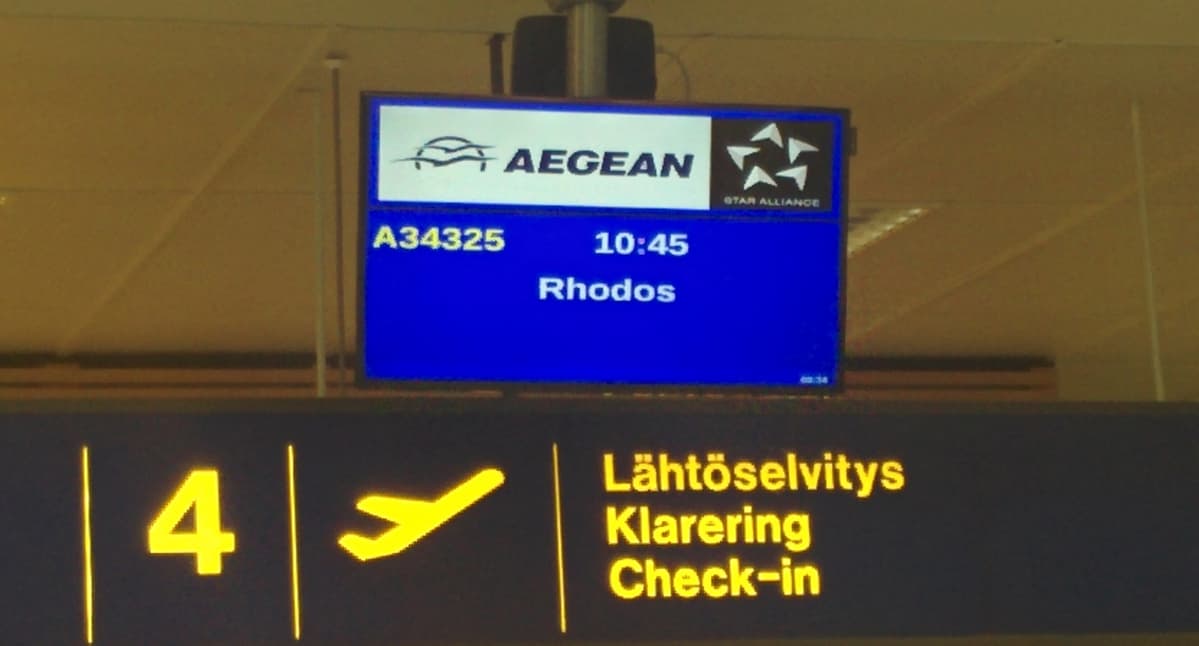 AEGEAN
STAR ALLIANCE
A34325 10:45
Rhodos
4
Lähtöselvitys
Klarering
Check-in